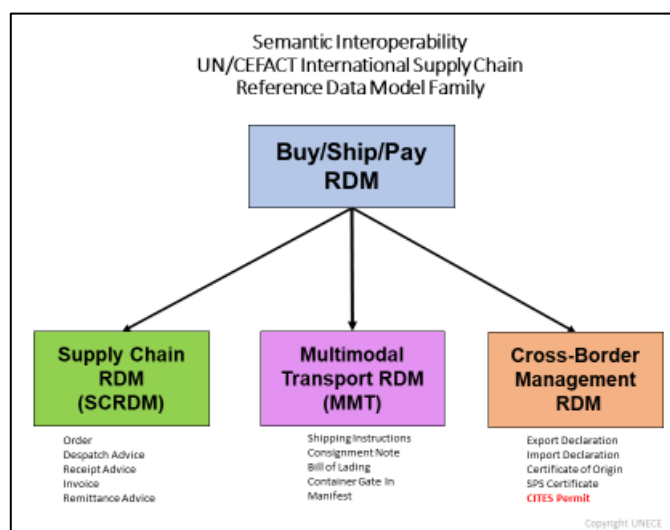 Semantic Interoperability
UN/CEFACT International Supply Chain
Reference Data Model Family
Buy/Ship/Pay
RDM
Supply Chain
RDM
(SCRDM)
Order
Despatch Advice
Receipt Advice
Invoice
Remittance Advice
Multimodal
Transport RDM
(MMT)
Shipping Instructions
Consignment Note
Bill of Lading
Container Gate In
Manifest
Cross-Border
Management
RDM
Export Declaration
Import Declaration
Certificate of Origin
SPS Certificate
CITES Permit
Copyright UNECE